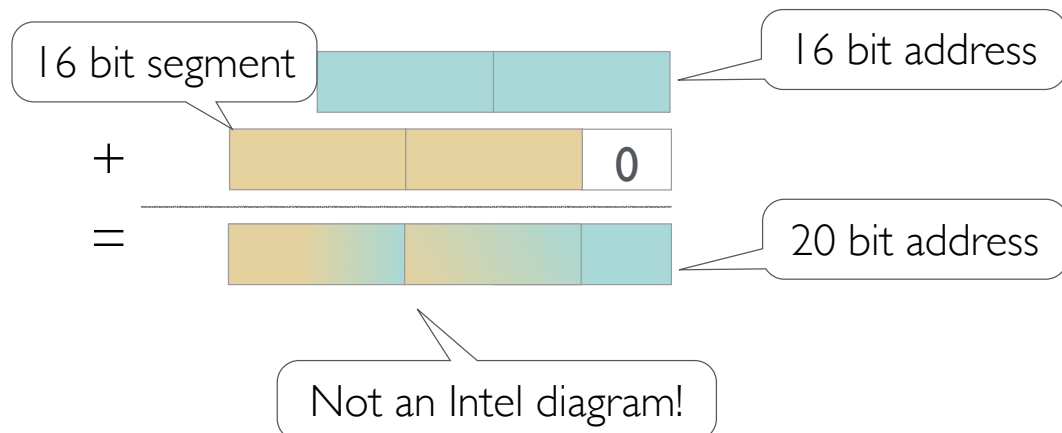 16 bit segment
16 bit address
+
0
=
20 bit address
Not an Intel diagram!